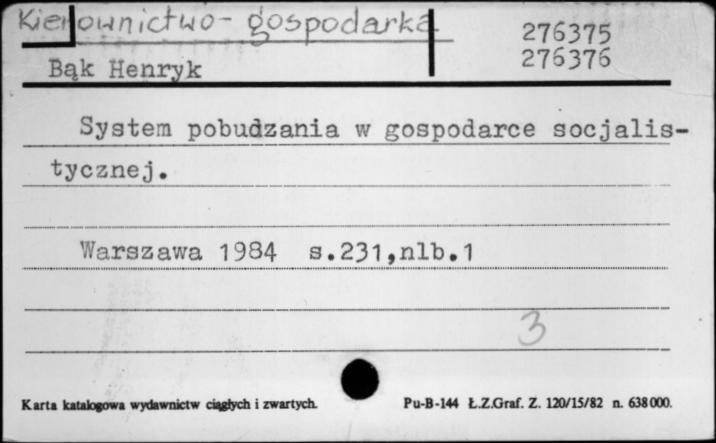 Kierownictwo - gospodarka
276375
276376
Bąk Henryk
System pobudzania w gospodarce socjalis-
tycznej.
Warszawa 1984 s.231,nlb.1
3
Karta katalogowa wydawnictw ciągłych i zwartych.
Pu-B-144 Ł.Z.Graf. Z. 120/15/82 n. 638000.